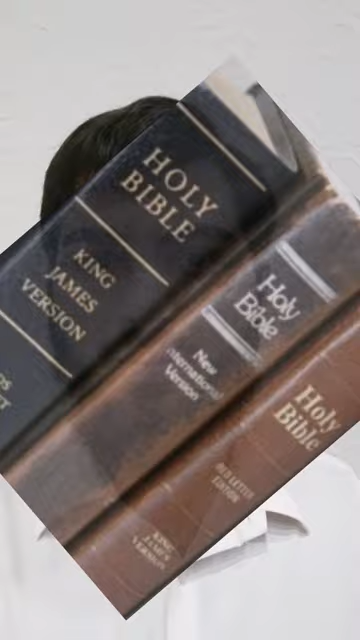 HOLY
BIBLE
KING
JAMES
VERSION
Holy
Bible
New
International
Version
Holy
Bible
RED LETTER
EDITION
KING
JAMES
VERSION